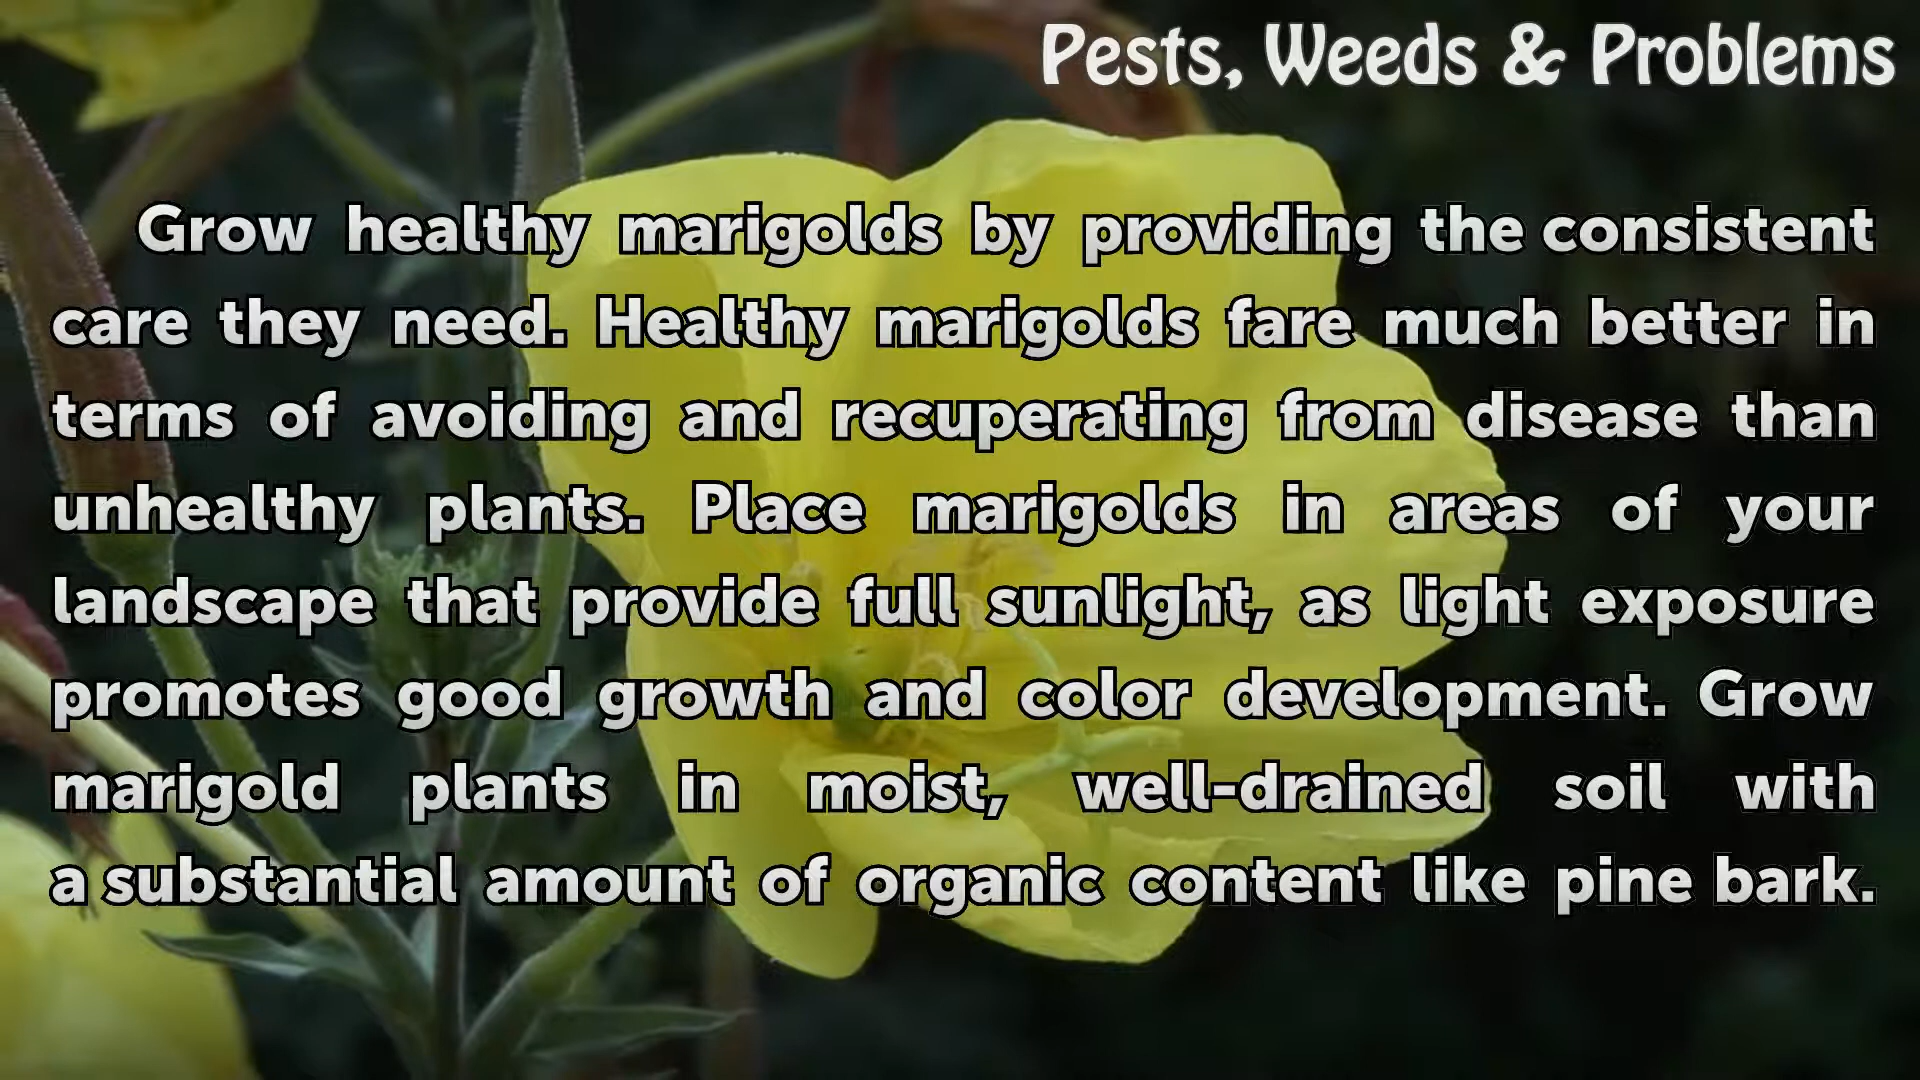 Pests, Weeds & Problems
Grow healthy marigolds by providing the consistent
care they need. Healthy marigolds fare much better in
terms of avoiding and recuperating from disease than
unhealthy plants. Place marigolds in areas of your
landscape that provide full sunlight, as light exposure
promotes good growth and color development. Grow
marigold plants in moist, well-drained soil with
a substantial amount of organic content like pine bark.